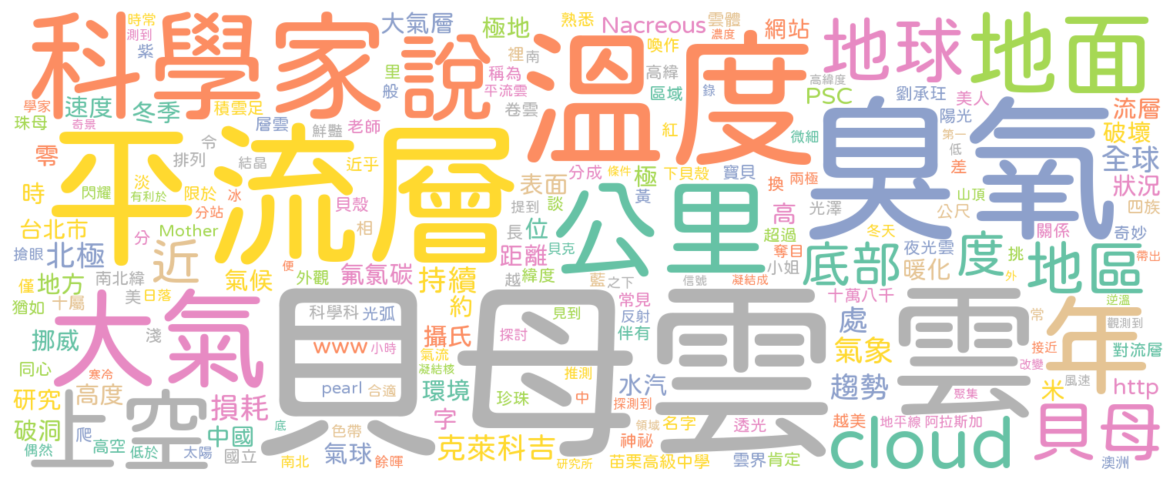 科學家 說 溫度 地球 地面
大氣層 極地 熟悉 Nacreous 雲體 濃度 網站
時常 測到 紫 裡 南 喚作 高緯 高緯度
里 般 稱為 平流雲 區域 錄 PSC 劉承玨 美人 流層
學家 速度 冬季 積雲足 卷雲 陽光
珠母 奇景 層雲 鮮豔 老師 紅 微細 第一 破壞
平流層 臭氧
零 令 排列 結晶 近乎 低 差 全球
時 閃耀 淡 限於 冰 表面 分成 條件 極 下貝殼 寶貝 換 兩極 山頂 狀況
有利於 分站 貝殼 提到 談 黃 光澤 公尺 四族
台北市 分 Mother 相 長 位 公里 高 超過 奪目 冬天 關係 奇妙
搶眼 北極 近 距離 小姐 底部 夜光雲 度 挑 地區 帶出
僅 地方 南北緯 氣候 便 外觀 氟氯碳 持續 越 緯度 藍 之下 信號 凝結成 暖化 外 逆溫
猶如 十屬 美 日落 約 常見 十萬八千 常 觀測到
大氣 貝母雲 雲 年
挪威 淺 科學科 光弧 攝氏 見到 反射 伴有 處 接近 對流層
同心 寒冷 www 小時 氣流 探討 氣象 改變 風速
研究 高度 pearl 合適 凝結核 環境 推測 水汽 趨勢 聚集 米 http
上空 損耗 珍珠 中 探測到
破洞 爬 中國 底 色帶 字 領域 名字 透光 越美 地平線 阿拉斯加 貝母
偶然 高空 低於 太陽 國立 南北 氣球 餘暉 克萊科吉 神祕 cloud
研究所 苗栗高級中學 雲界 肯定 澳洲
貝克